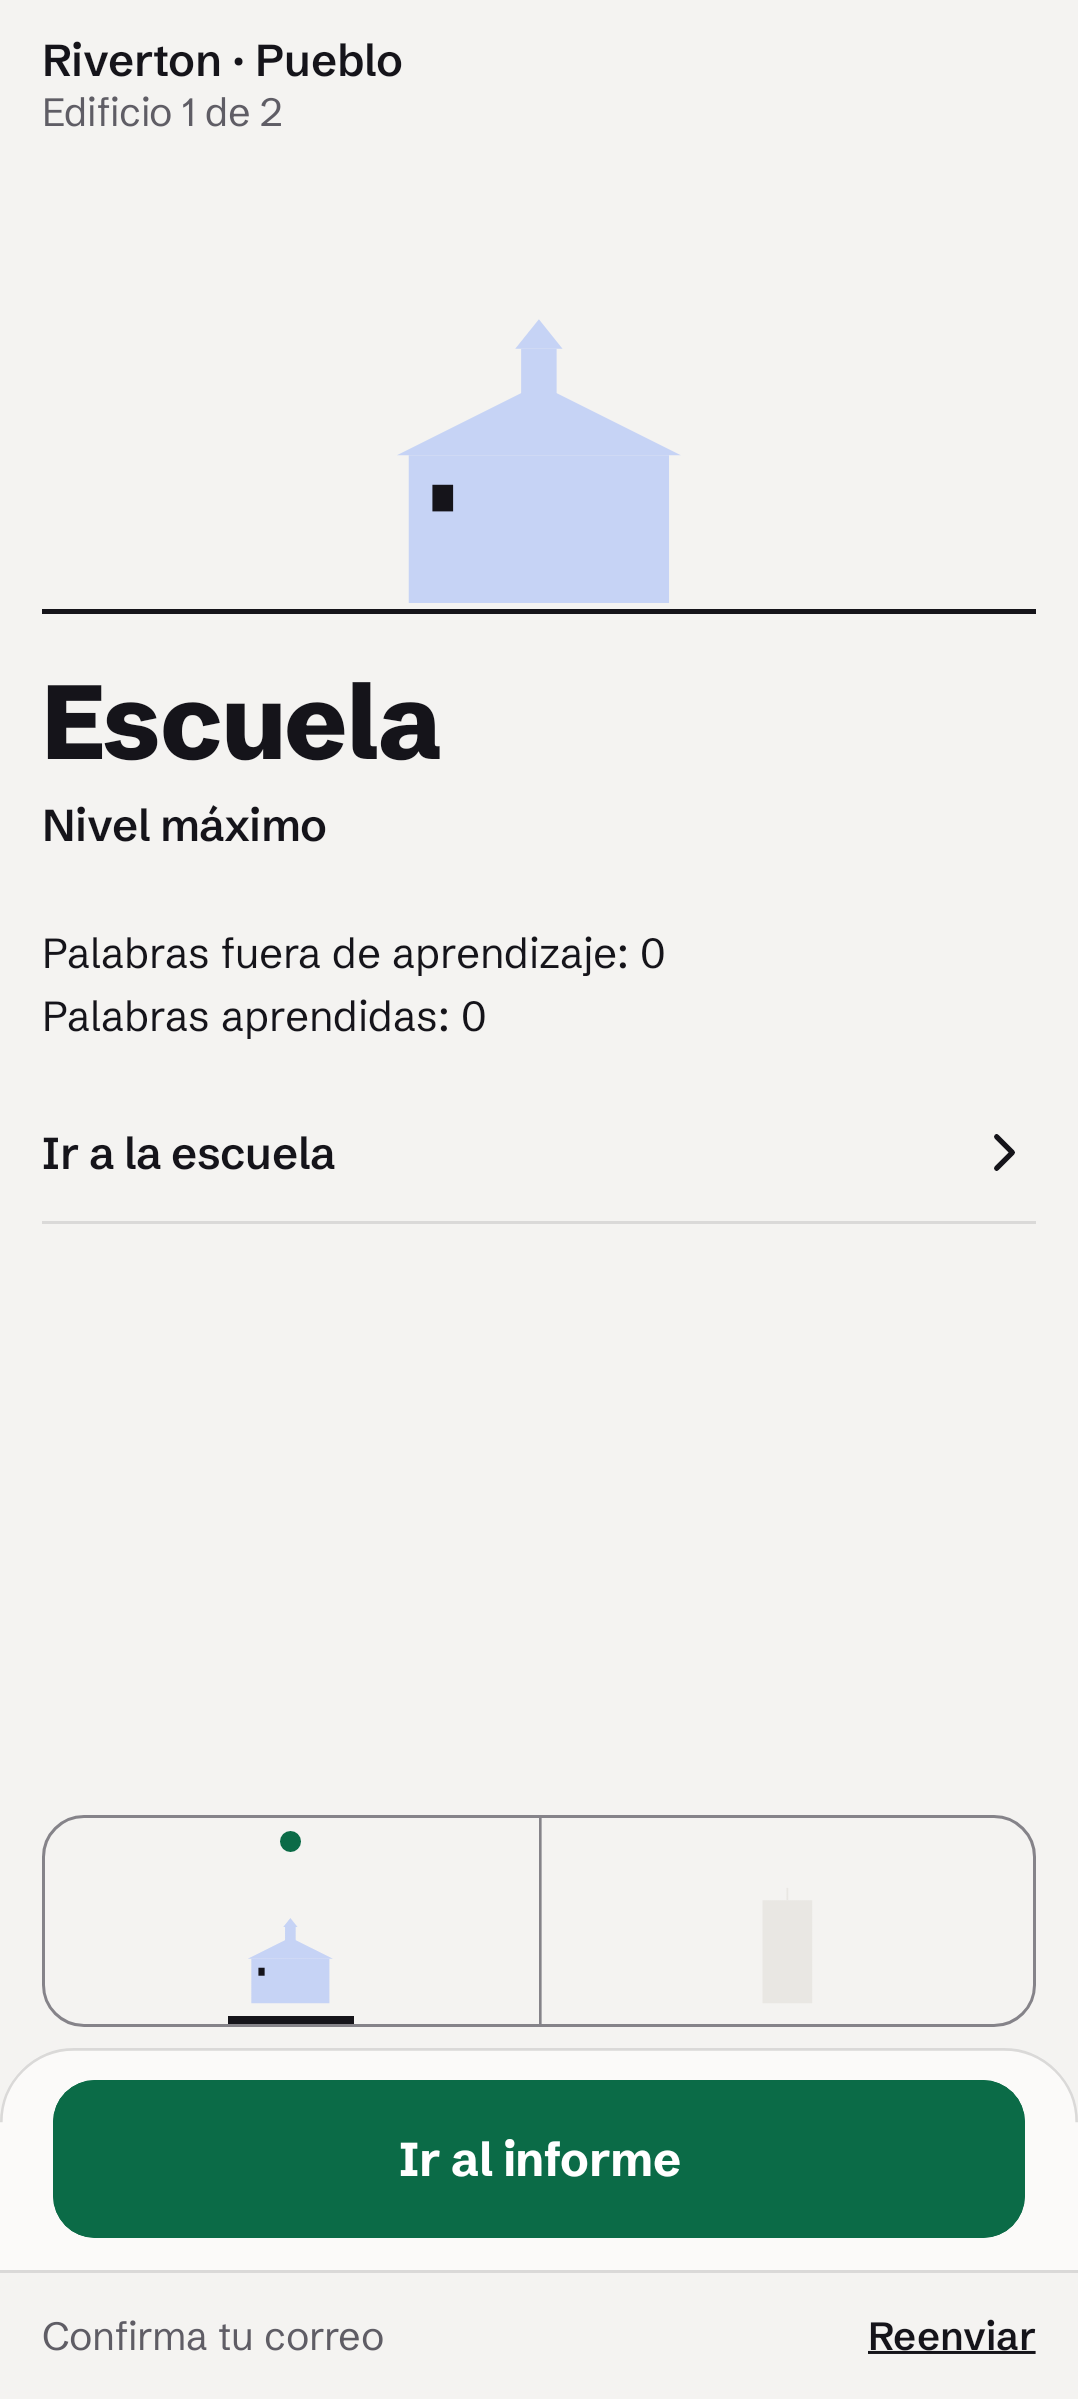 Riverton · Pueblo
Edificio 1 de 2
Escuela
Nivel máximo
Palabras fuera de aprendizaje: 0
Palabras aprendidas: 0
Ir a la escuela
Ir al informe
Confirma tu correo
Reenviar